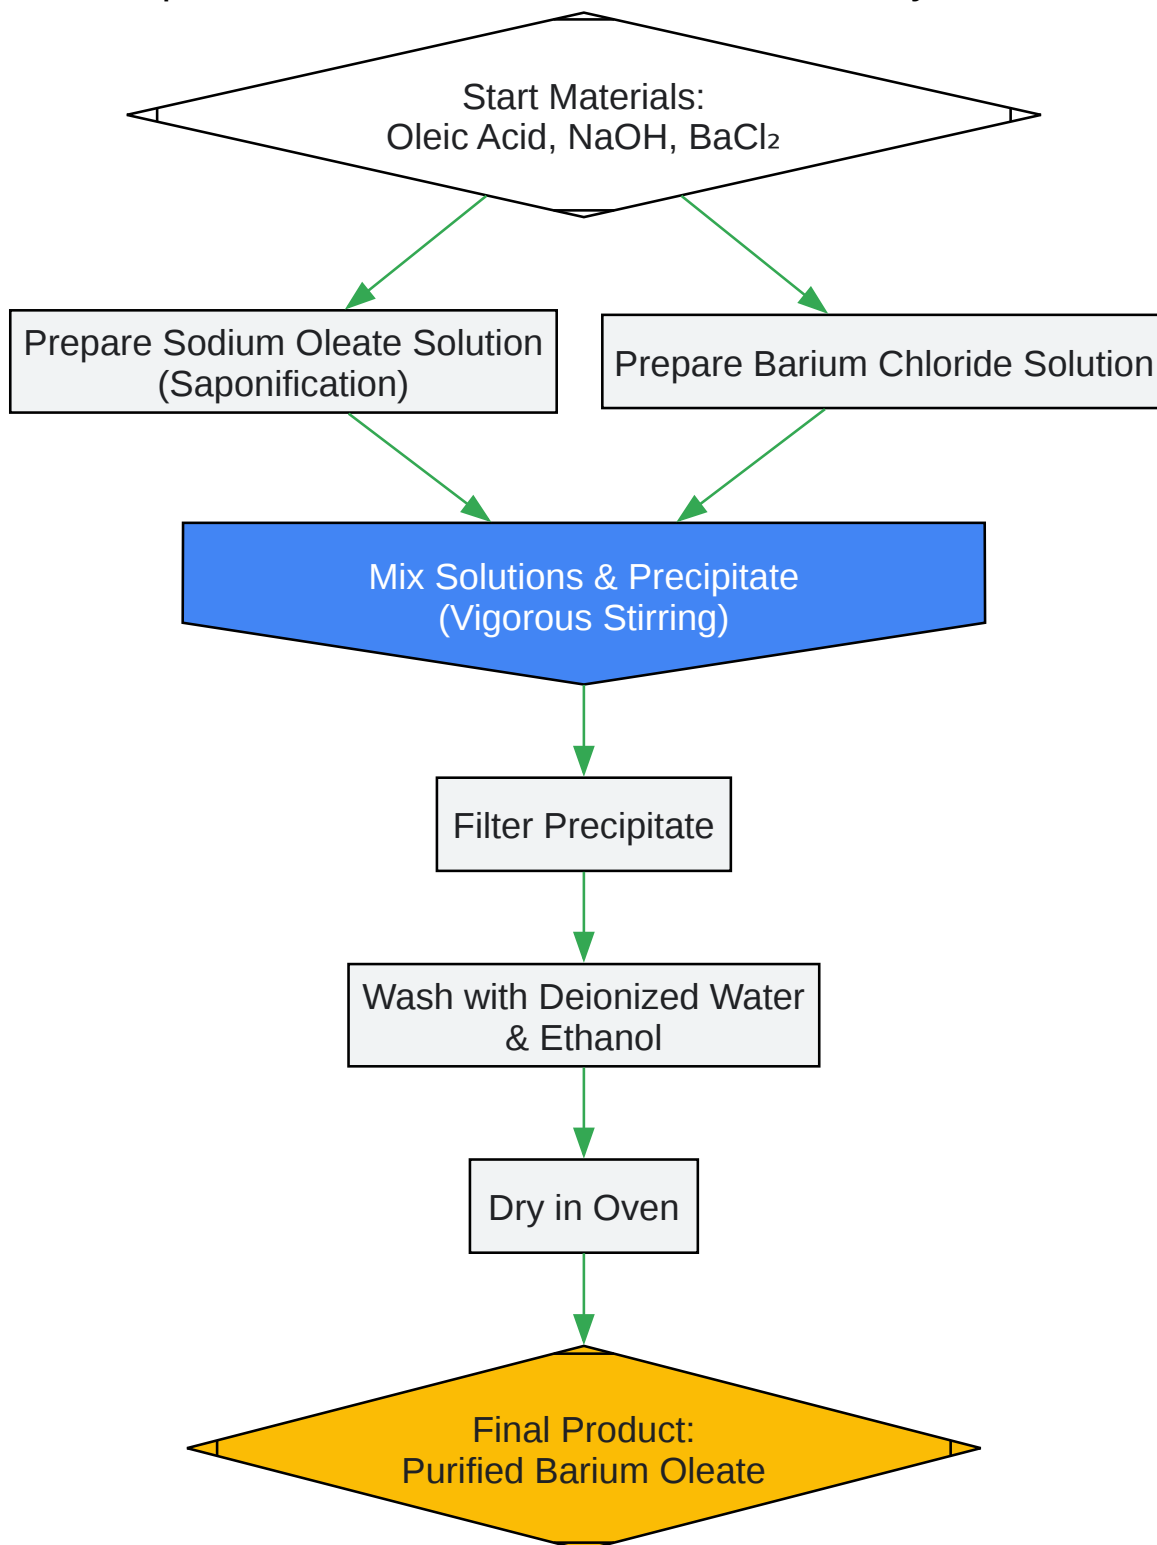 Start Materials:
Oleic Acid, NaOH, BaCl₂
Prepare Sodium Oleate Solution
(Saponification)
Prepare Barium Chloride Solution
Mix Solutions & Precipitate
(Vigorous Stirring)
Filter Precipitate
Wash with Deionized Water
& Ethanol
Dry in Oven
Final Product:
Purified Barium Oleate